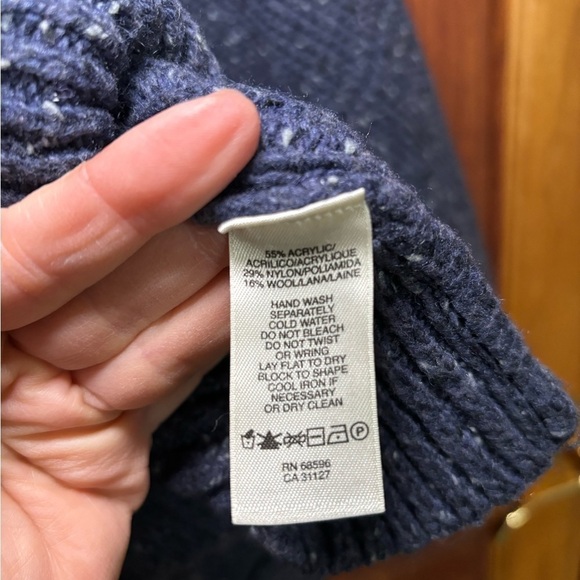 55% ACRYLIC/
ACRILICO/ACRYLIQUE
29% NYLON/POLIAMIDA
16% WOOL/LANA/LAINE
HAND WASH
SEPARATELY
COLD WATER
DO NOT BLEACH
DO NOT TWIST
OR WRING
LAY FLAT TO DRY
BLOCK TO SHAPE
COOL IRON IF
NECESSARY
OR DRY CLEAN
P
RN 68596
CA 31127